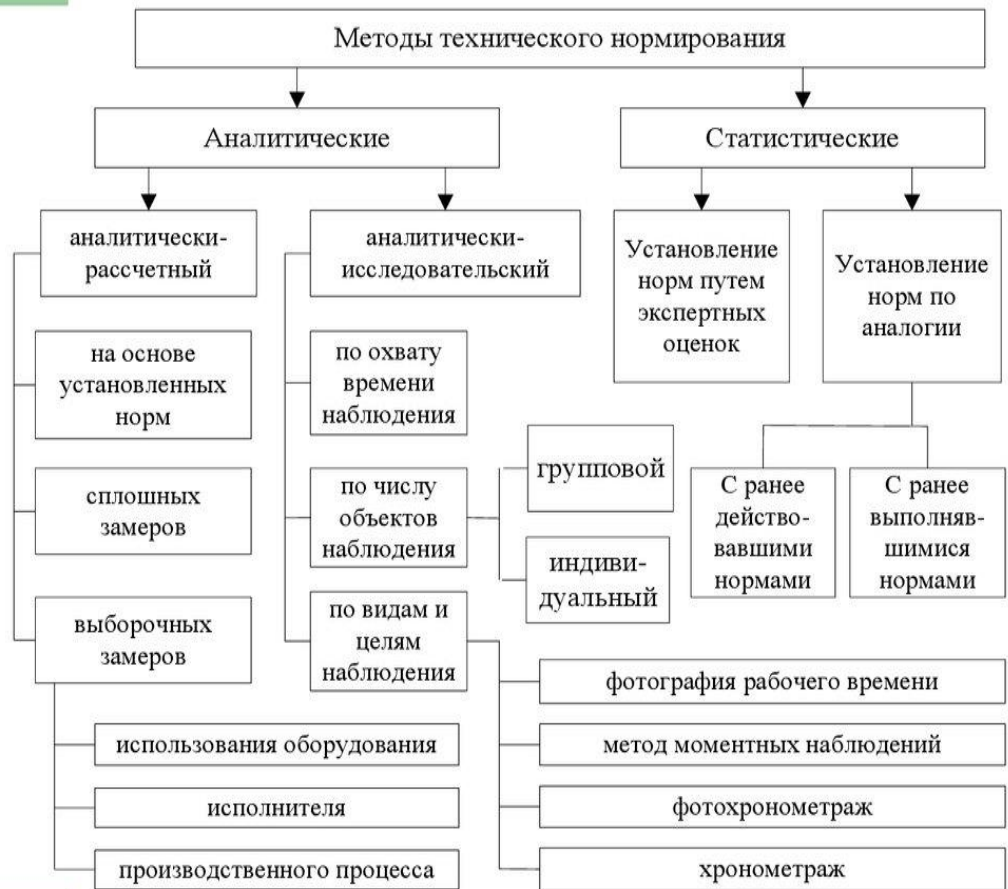 Методы технического нормирования
Аналитические
Статистические
аналитически-
рассчетный
аналитически-
исследовательский
Установление
норм путем
экспертных
оценок
Установление
норм по
аналогии
на основе
установленных
норм
по охвату
времени
наблюдения
сплошных
замеров
по числу
объектов
наблюдения
групповой
индиви-
дуальный
С ранее
действо-
вавшими
нормами
С ранее
выполняв-
шимися
нормами
выборочных
замеров
по видам и
целям
наблюдения
использования оборудования
исполнителя
производственного процесса
фотография рабочего времени
метод моментных наблюдений
фотохронометраж
хронометраж